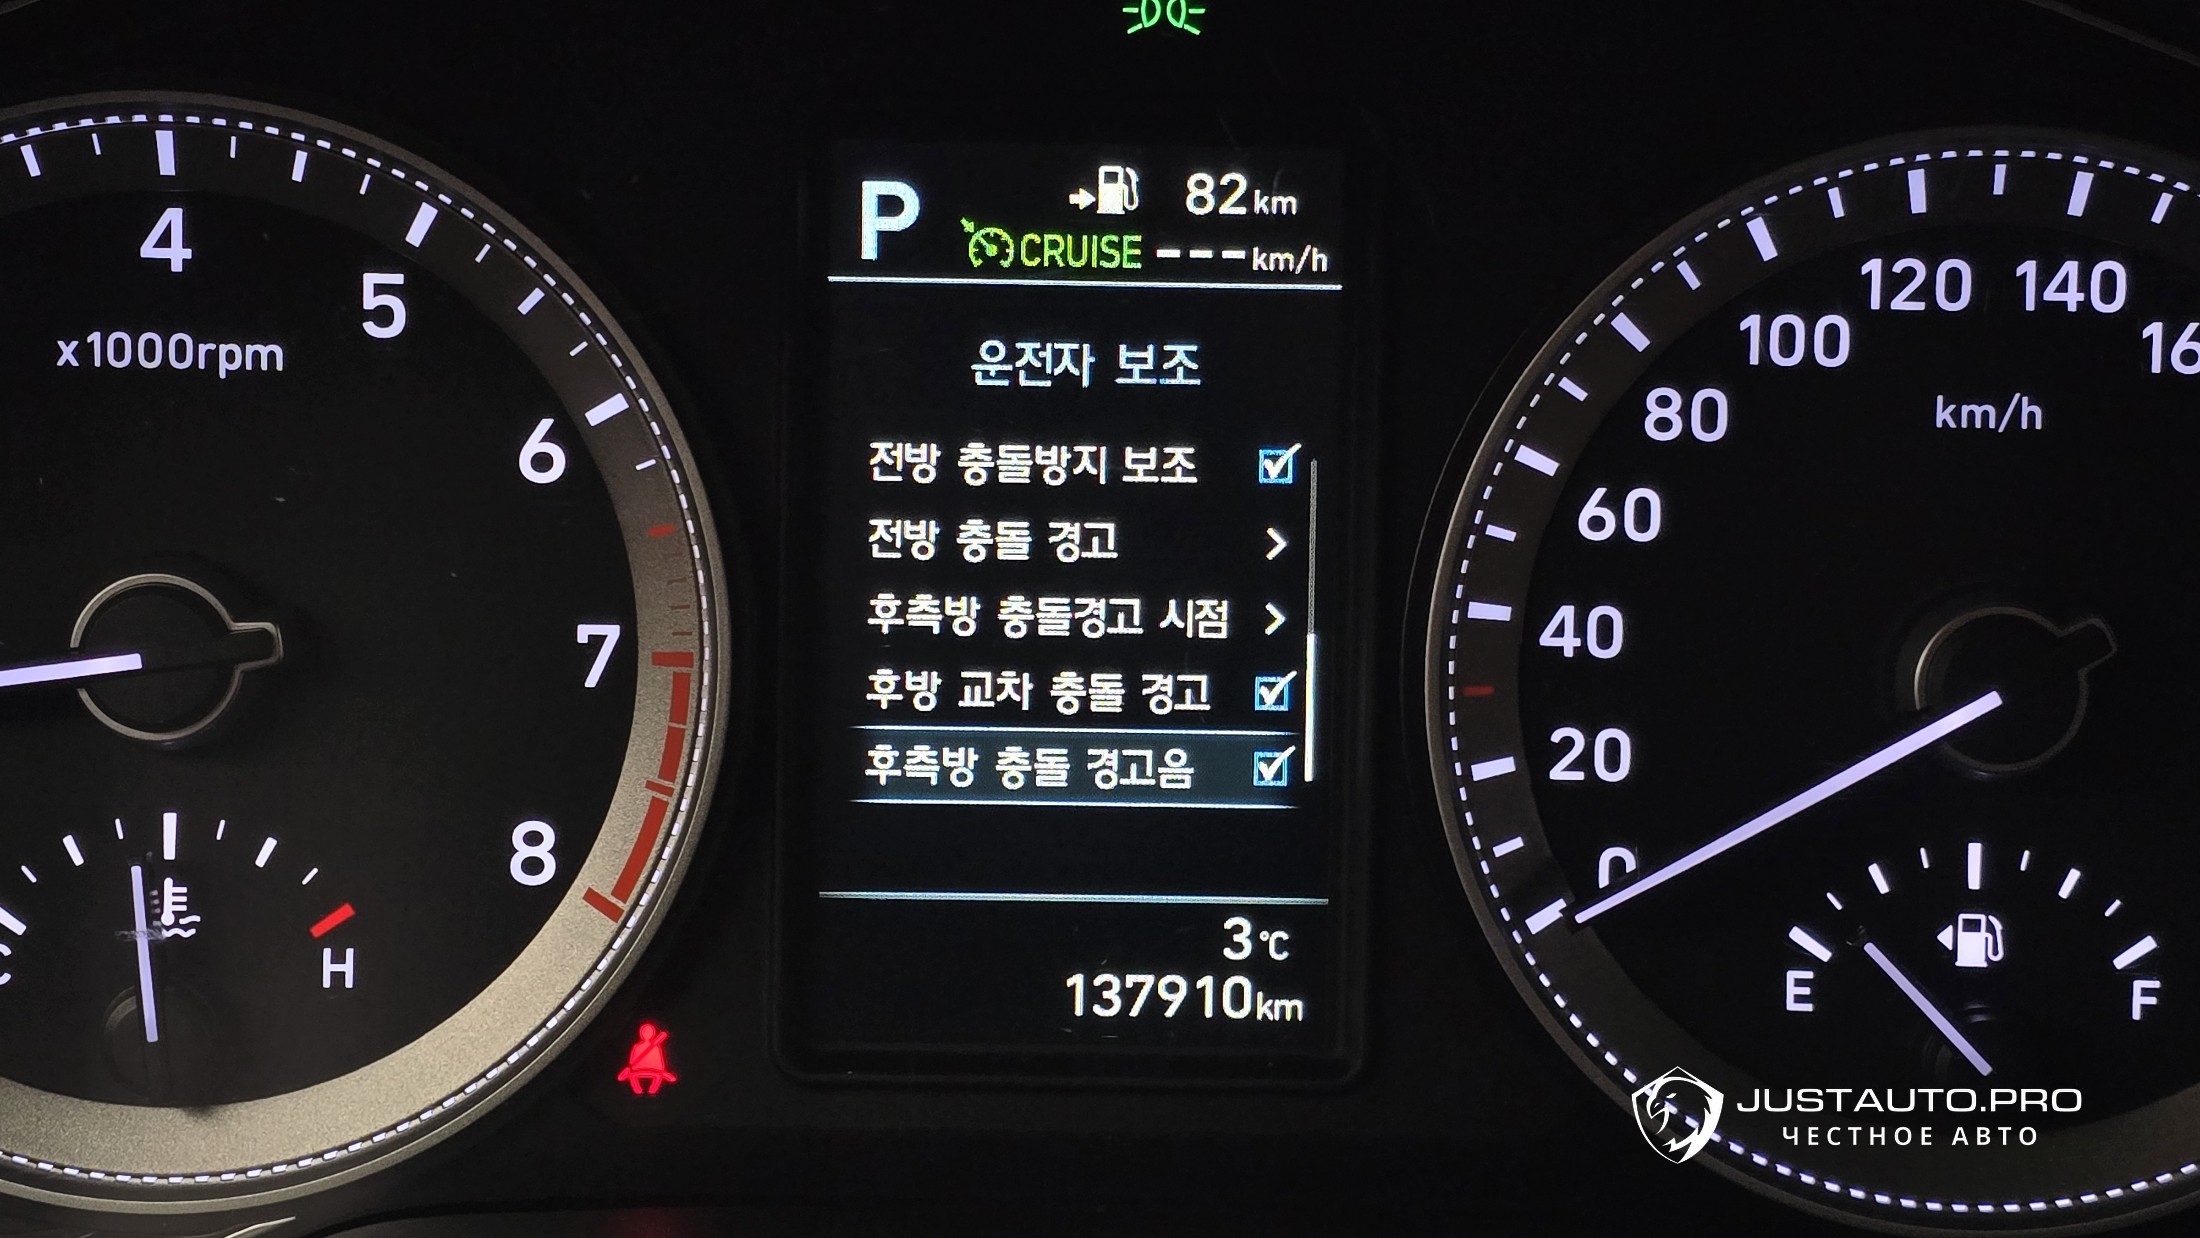 4
5
x1000rpm
6
7
8
H
P
82km
CRUISE ---km/h
운전자 보조
전방 충돌방지 보조
전방 충돌 경고 >
후측방 충돌경고 시점 >
후방 교차 충돌 경고
후측방 충돌 경고음
3℃
137910km
120 140
100
80
km/h
60
40
20
0
E
F
JUSTAUTO.PRO
ЧЕСТНОЕ АВТО